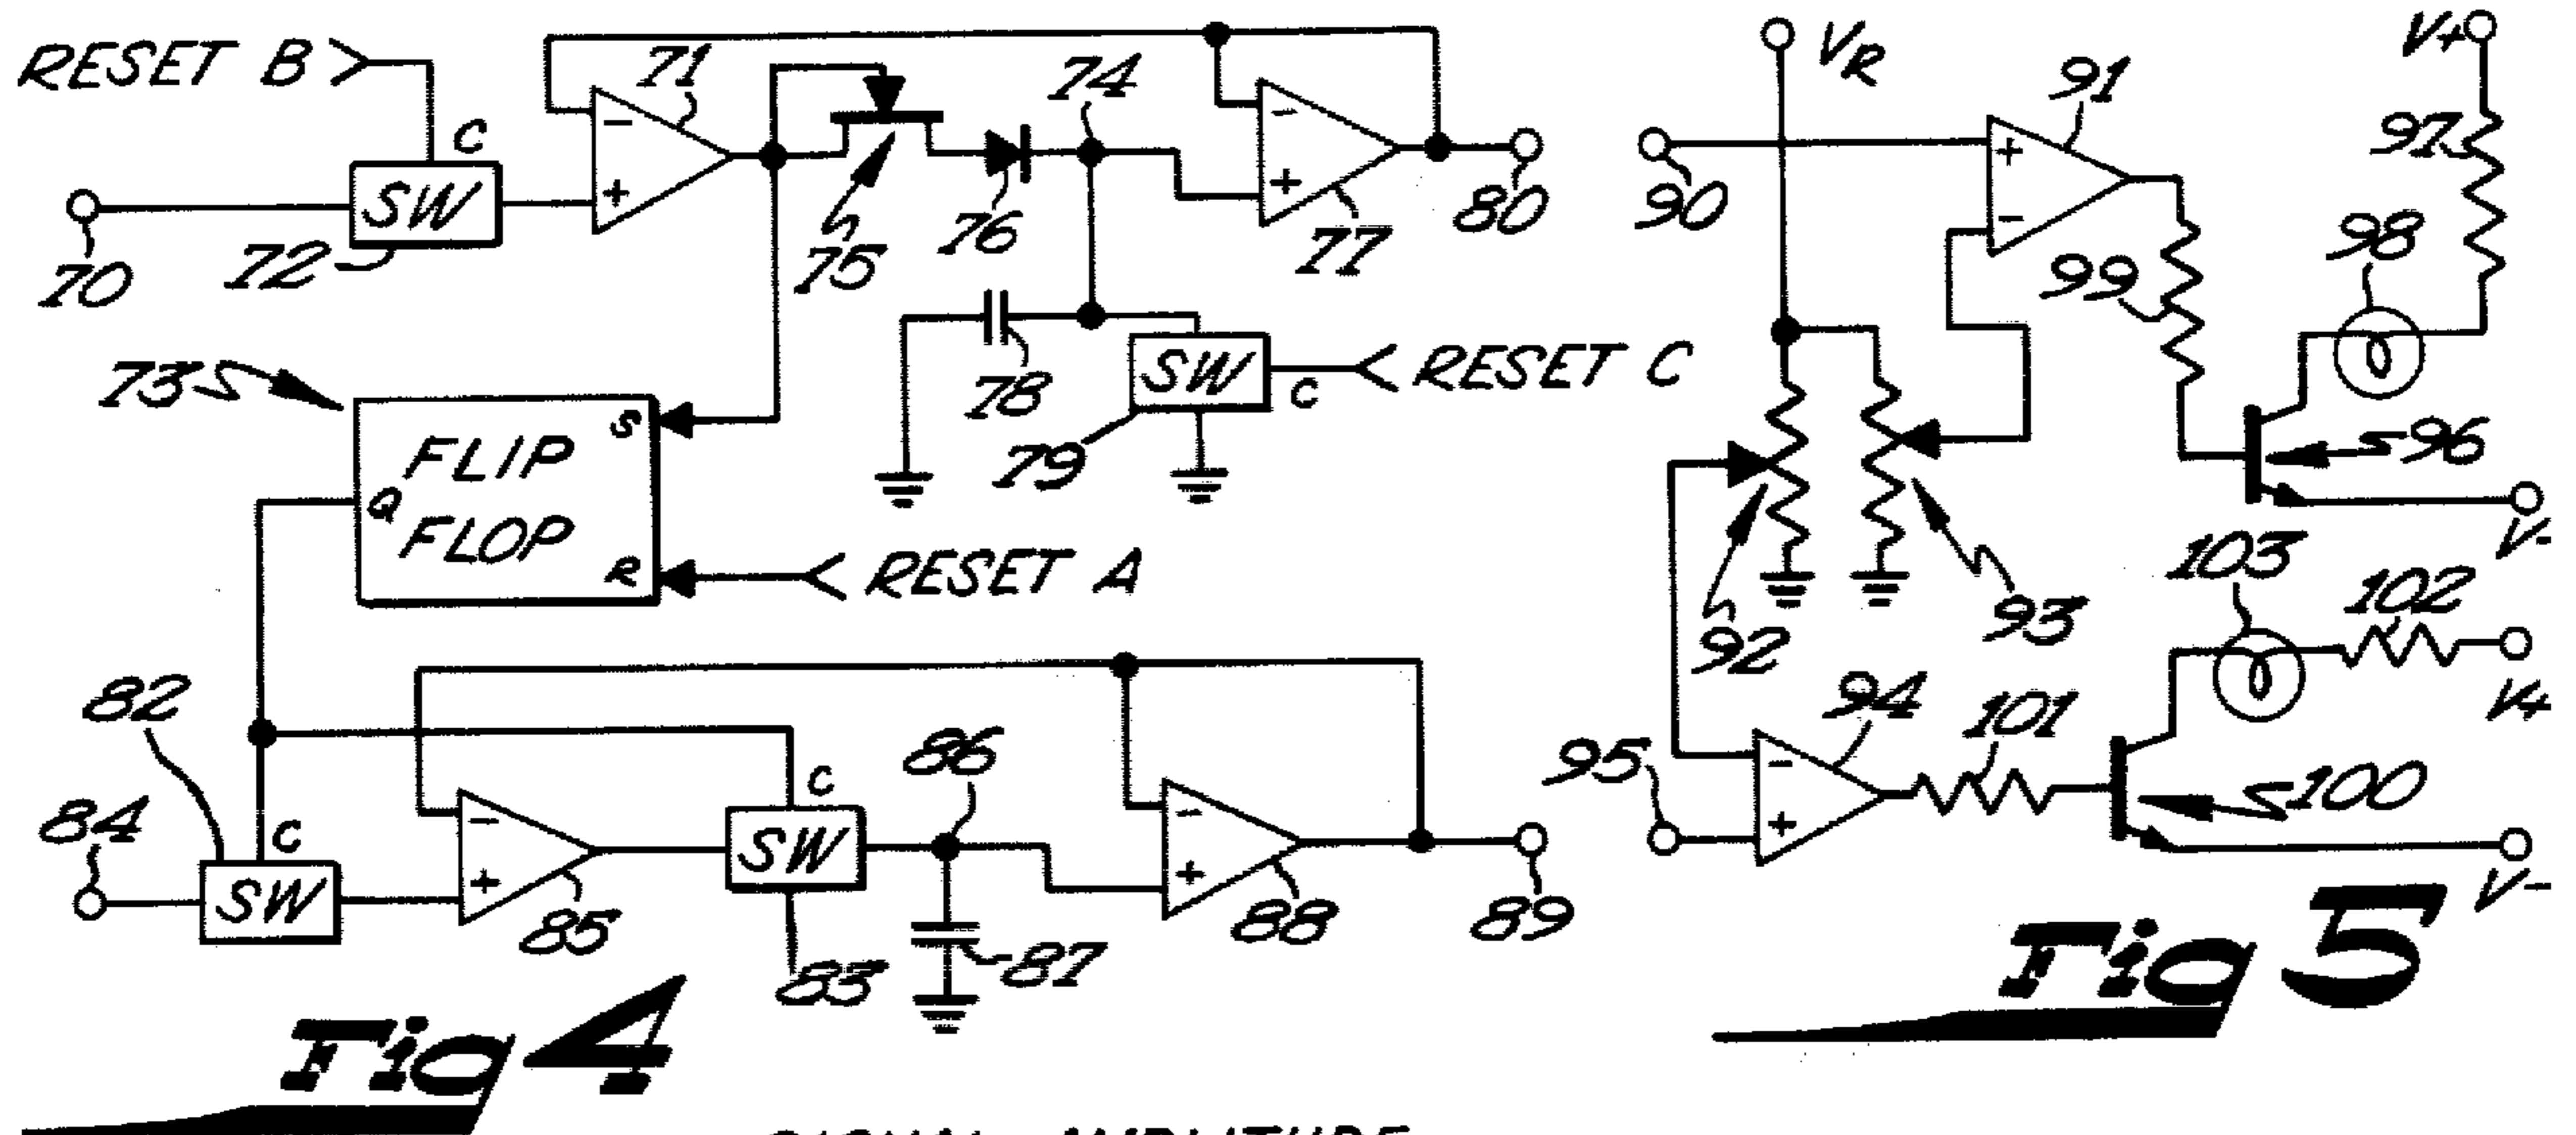 RESET B
C
SW
70
72
71
-
+
75
76
74
-
+
77
80
78
SW
C
RESET C
79
73
FLIP
FLOP
S
Q
R
RESET A
82
84
C
SW
-
+
85
C
SW
83
86
87
-
+
88
89
Fig 4
VR
V+
90
91
+
-
97
98
99
96
V-
92
93
103
102
V+
94
95
-
+
101
100
V-
Fig 5